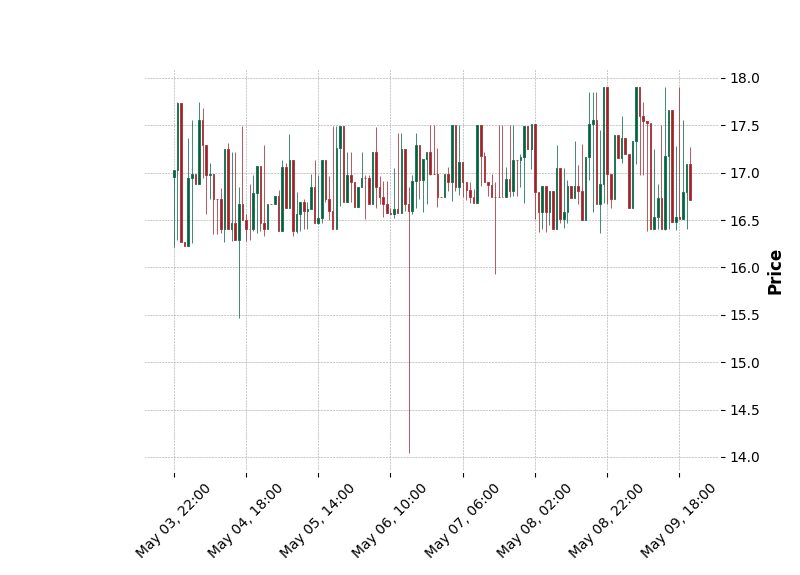 18.0
17.5
17.0
16.5
16.0
15.5
15.0
14.5
14.0
Price
May 03, 22:00
May 04, 18:00
May 05, 14:00
May 06, 10:00
May 07, 06:00
May 08, 02:00
May 08, 22:00
May 09, 18:00